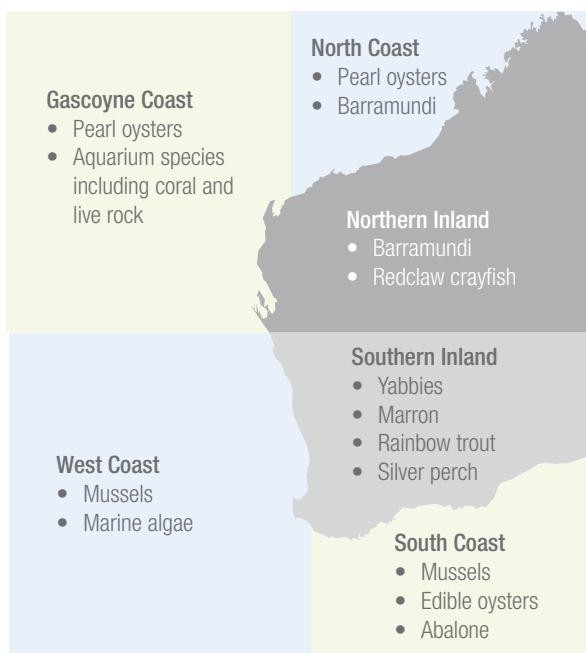 North Coast
• Pearl oysters
• Barramundi
Gascoyne Coast
• Pearl oysters
• Aquarium species
including coral and
live rock
Northern Inland
• Barramundi
• Redclaw crayfish
Southern Inland
• Yabbies
• Marron
• Rainbow trout
• Silver perch
West Coast
• Mussels
• Marine algae
South Coast
• Mussels
• Edible oysters
• Abalone